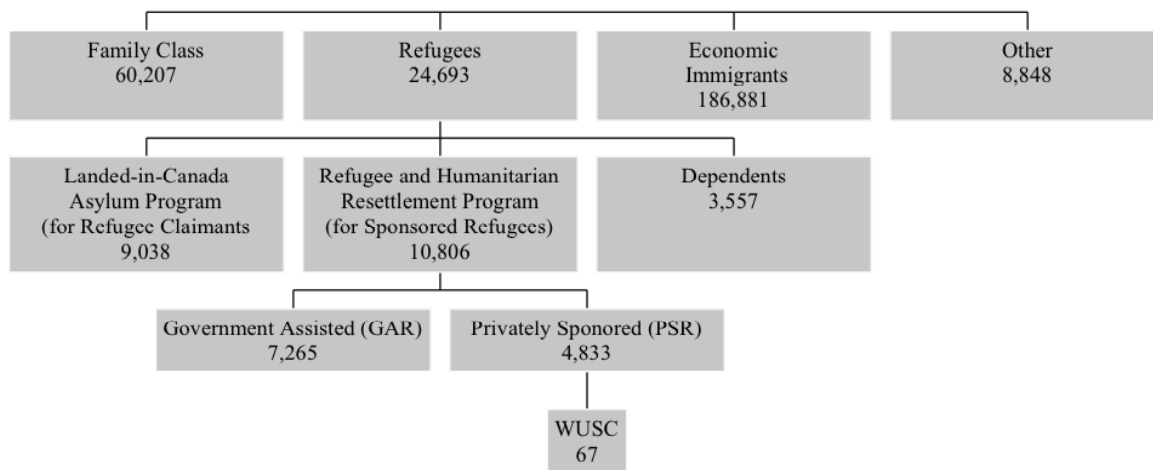 Family Class
60,207
Refugees
24,693
Economic
Immigrants
186,881
Other
8,848
Landed-in-Canada
Asylum Program
(for Refugee Claimants
9,038
Refugee and Humanitarian
Resettlement Program
(for Sponsored Refugees)
10,806
Dependents
3,557
Government Assisted (GAR)
7,265
Privately Sponored (PSR)
4,833
WUSC
67